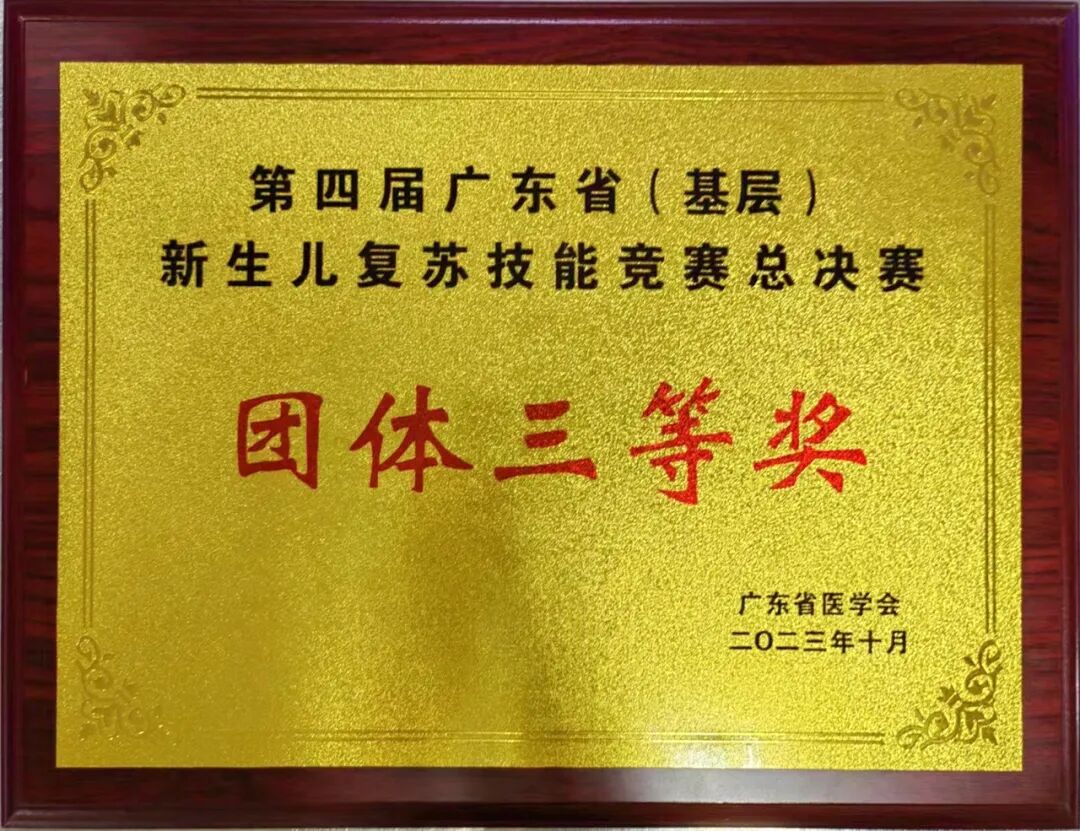 第四届广东省（基层）
新生儿复苏技能竞赛总决赛
团体三等奖
广东省医学会
二〇二三年十月